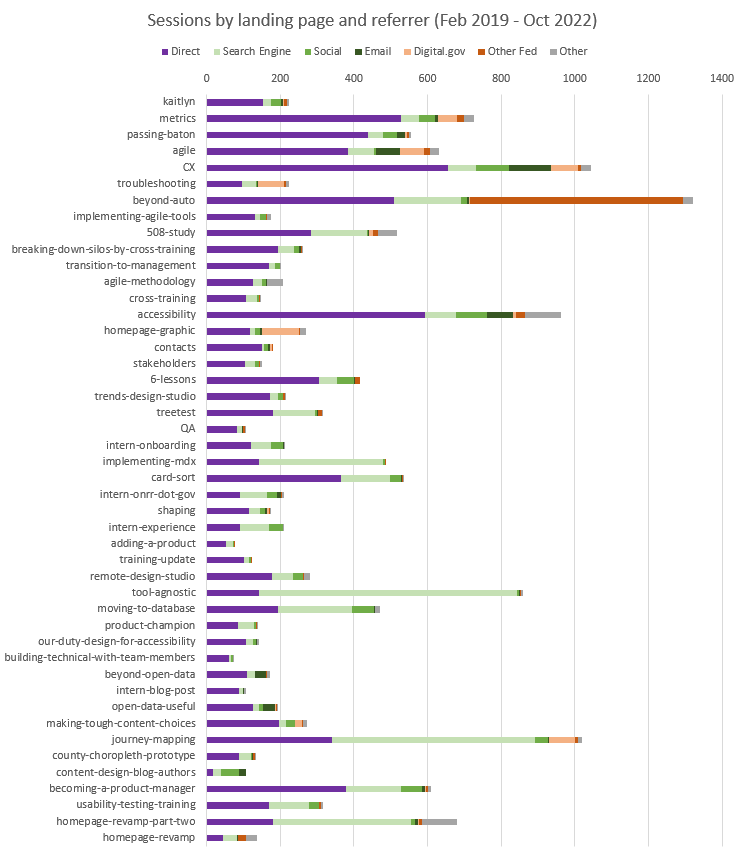 Sessions by landing page and referrer (Feb 2019 - Oct 2022)
Direct Search Engine Social Email Digital.gov Other Fed Other
0 200 400 600 800 1000 1200 1400
kaitlyn
metrics
passing-baton
agile
CX
troubleshooting
beyond-auto
implementing-agile-tools
508-study
breaking-down-silos-by-cross-training
transition-to-management
agile-methodology
cross-training
accessibility
homepage-graphic
contacts
stakeholders
6-lessons
trends-design-studio
treetest
QA
intern-onboarding
implementing-mdx
card-sort
intern-onrr-dot-gov
shaping
intern-experience
adding-a-product
training-update
remote-design-studio
tool-agnostic
moving-to-database
product-champion
our-duty-design-for-accessibility
building-technical-with-team-members
beyond-open-data
intern-blog-post
open-data-useful
making-tough-content-choices
journey-mapping
county-choropleth-prototype
content-design-blog-authors
becoming-a-product-manager
usability-testing-training
homepage-revamp-part-two
homepage-revamp